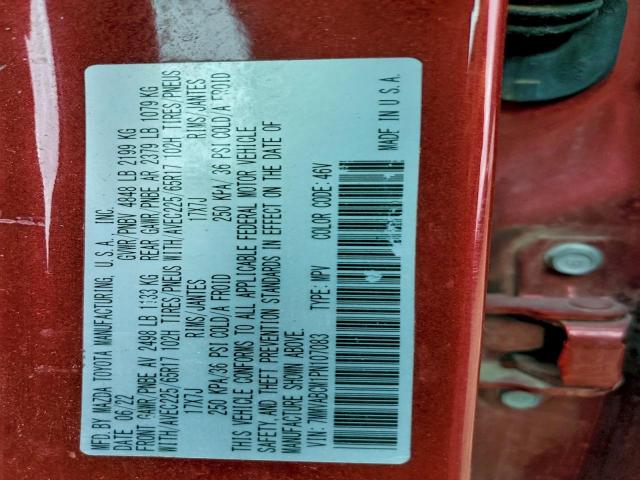 MFD BY MAZDA TOYOTA MANUFACTURING, U.S.A. INC.
DATE 06/22 GVWR/PNBV 4848 LB 2199 KG
FRONT GAWR/PNBE AV 2498 LB 1133 KG REAR GAWR/PNBE AR 2379 LB 1079 KG
WITH/AVEC225/65R17 102H TIRES/PNEUS WITH/AVEC225/65R17 102H TIRES/PNEUS
17X7J RIMS/JANTES 17X7J RIMS/JANTES
250 KPA/36 PSI COLD/A FROID 250 KPA/ 36 PSI COLD/A FROID
THIS VEHICLE CONFORMS TO ALL APPLICABLE FEDERAL MOTOR VEHICLE
SAFETY, AND THEFT PREVENTION STANDARDS IN EFFECT ON THE DATE OF
MANUFACTURE SHOWN ABOVE.
VIN: 7MMVABCM1PN107283 TYPE: MPV COLOR CODE: 46V
MADE IN U.S.A.